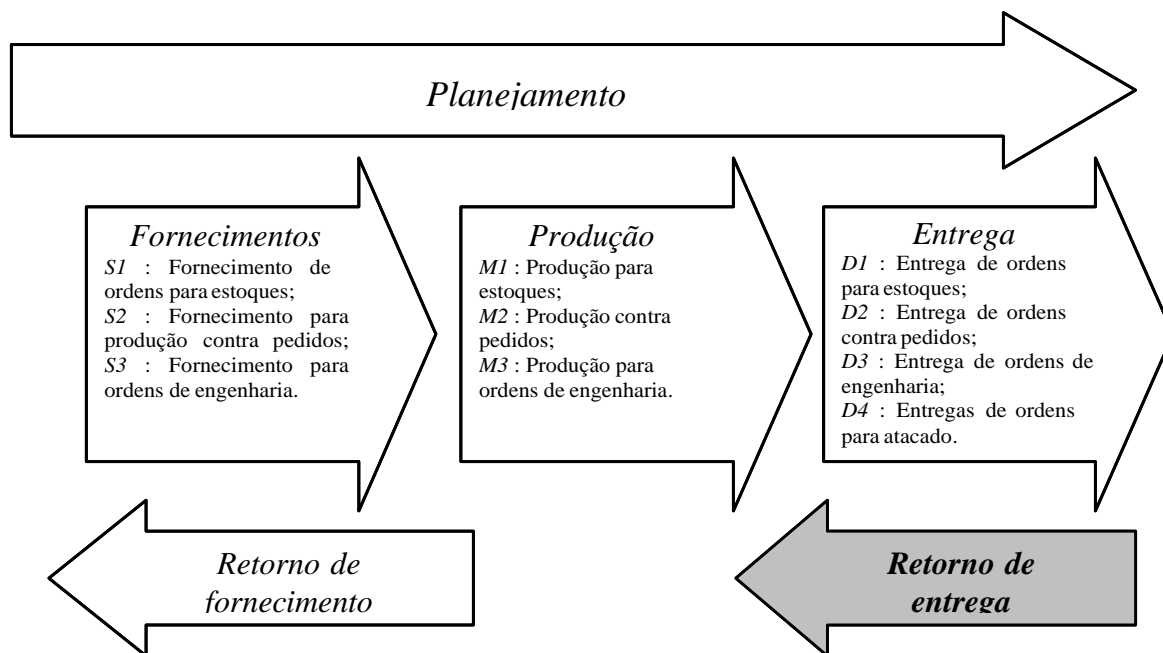 Planejamento
Fornecimentos
S1 : Fornecimento de
ordens para estoques;
S2 : Fornecimento para
produção contra pedidos;
S3 : Fornecimento para
ordens de engenharia.
Produção
M1 : Produção para
estoques;
M2 : Produção contra
pedidos;
M3 : Produção para
ordens de engenharia.
Entrega
D1 : Entrega de ordens
para estoques;
D2 : Entrega de ordens
contra pedidos;
D3 : Entrega de ordens de
engenharia;
D4 : Entregas de ordens
para atacado.
Retorno de
fornecimento
Retorno de
entrega